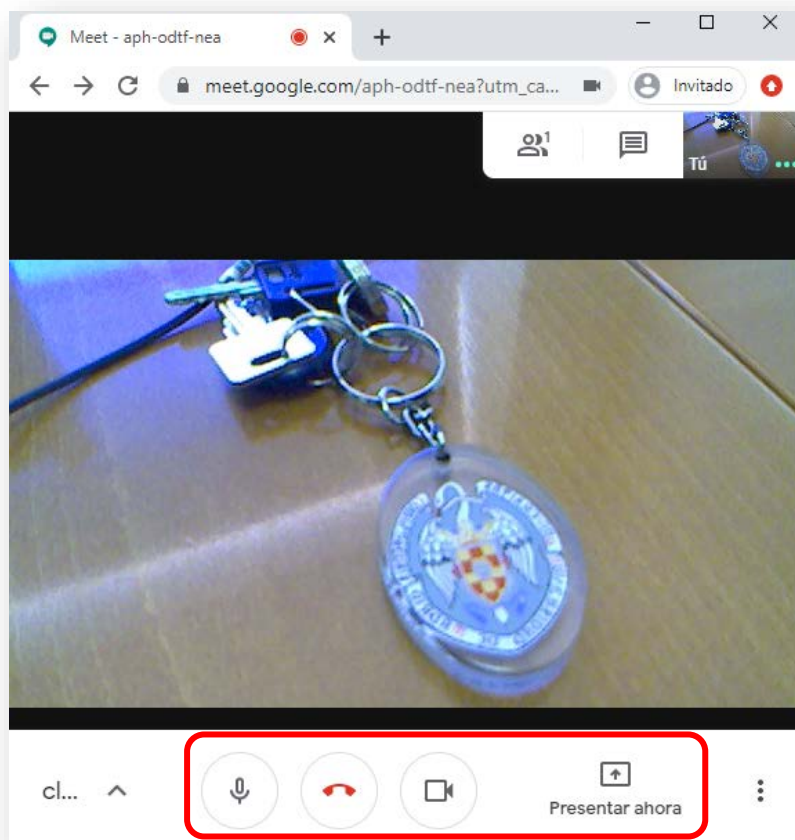 Meet - aph-odtf-nea
meet.google.com/aph-odtf-nea?utm_ca...
Invitado
1
Tú
cl...
Presentar ahora